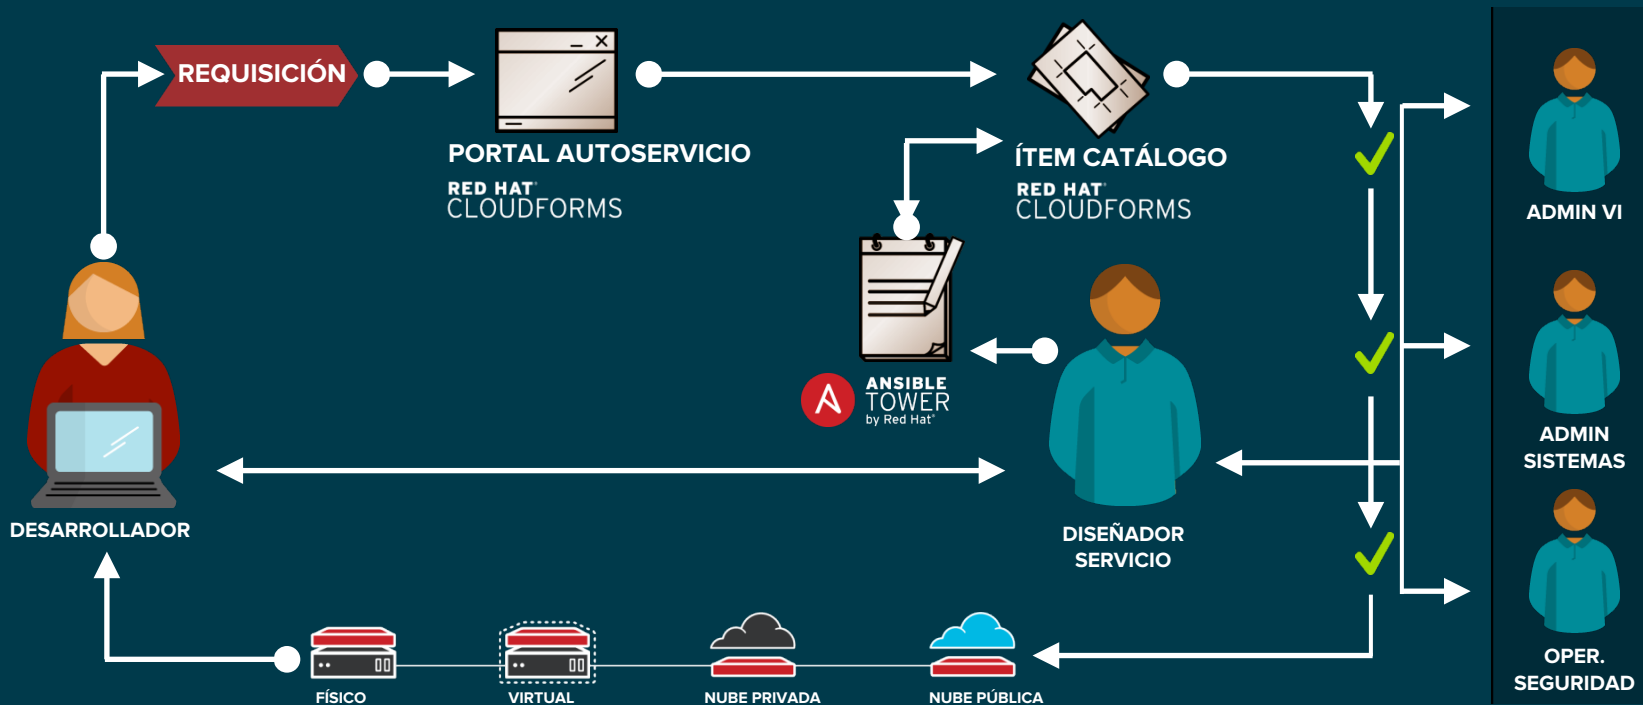 REQUISICIÓN
PORTAL AUTOSERVICIO
RED HAT®
CLOUDFORMS
ÍTEM CATÁLOGO
RED HAT®
CLOUDFORMS
ADMIN VI
ANSIBLE
TOWER
by Red Hat®
ADMIN
SISTEMAS
DESARROLLADOR
DISEÑADOR
SERVICIO
OPER.
SEGURIDAD
FÍSICO
VIRTUAL
NUBE PRIVADA
NUBE PÚBLICA